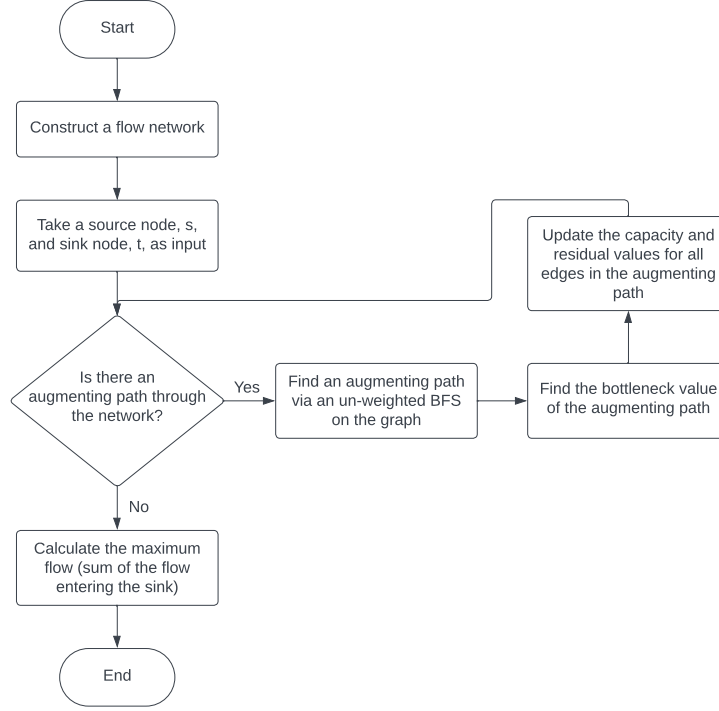 Start
Construct a flow network
Take a source node, s,
and sink node, t, as input
Update the capacity and
residual values for all
edges in the augmenting
path
Is there an
augmenting path through
the network?
Yes
Find an augmenting path
via an un-weighted BFS
on the graph
Find the bottleneck value
of the augmenting path
No
Calculate the maximum
flow (sum of the flow
entering the sink)
End